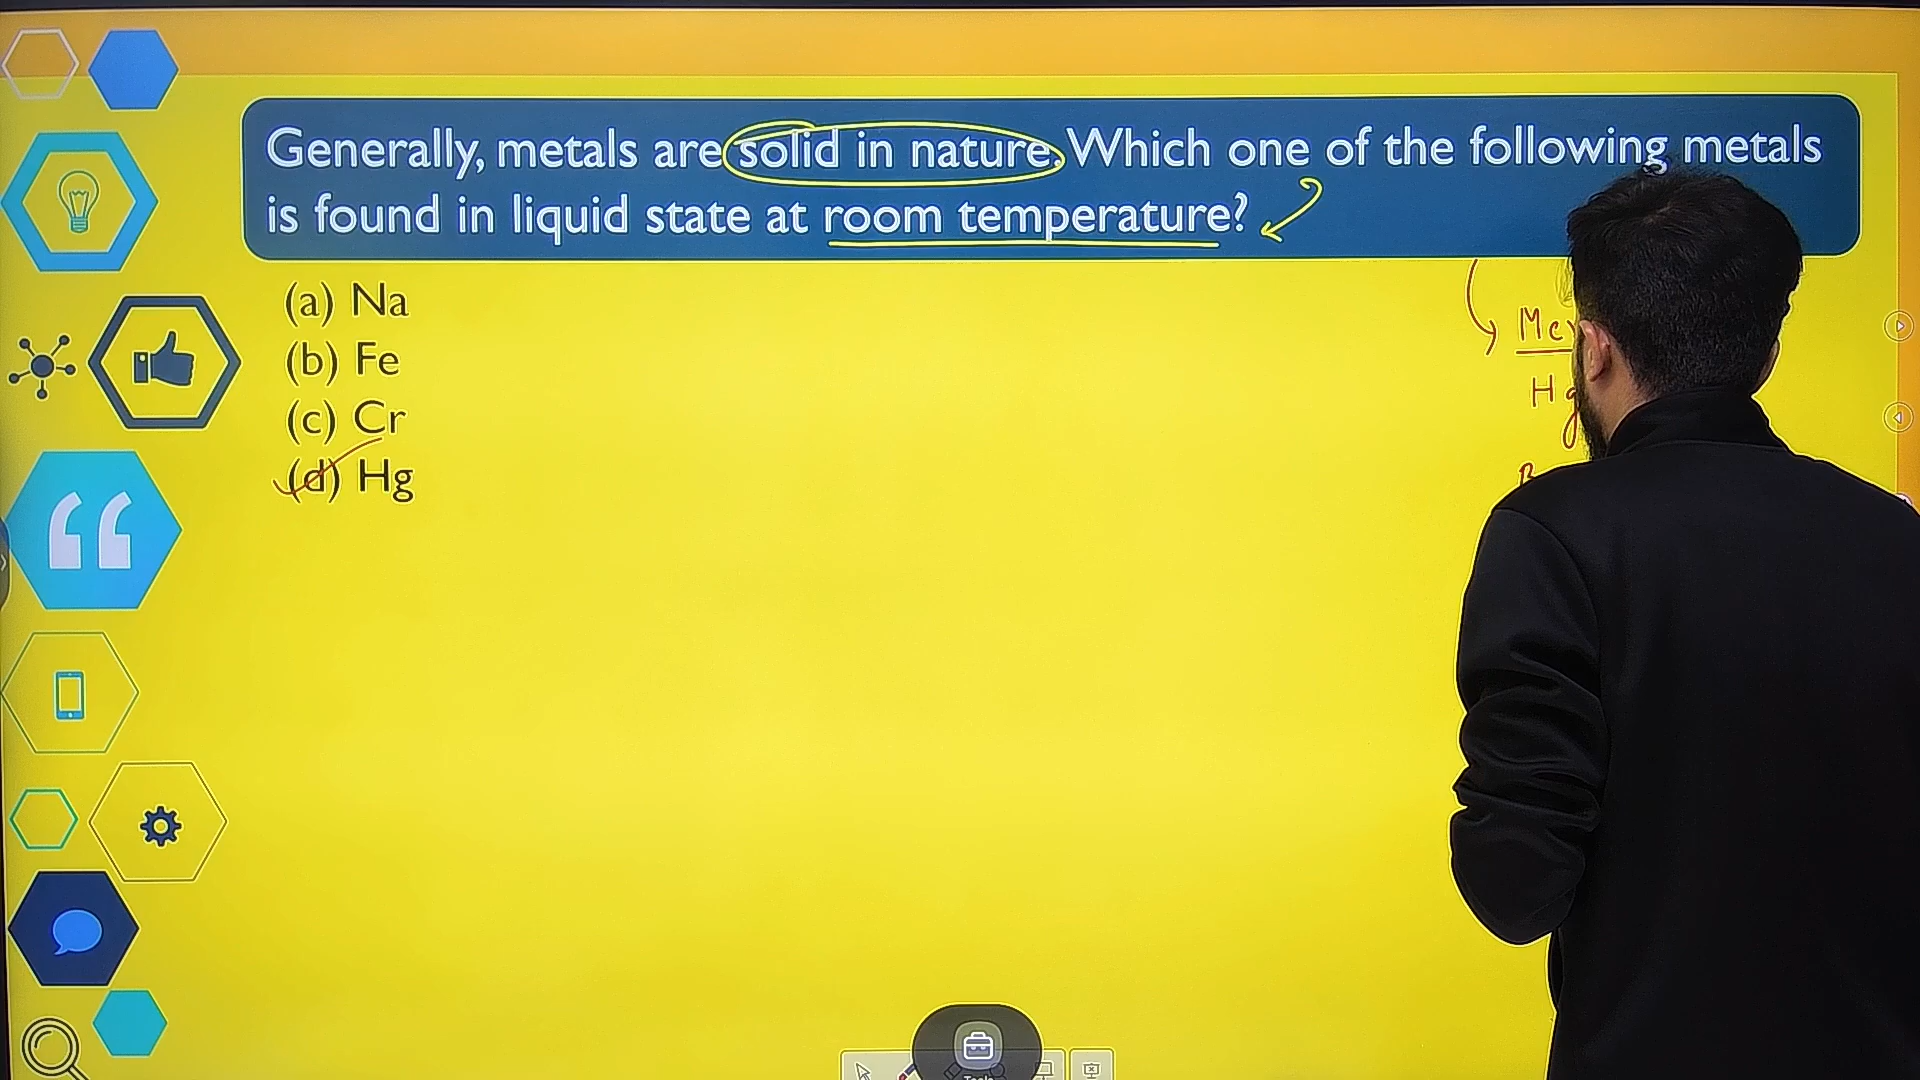 Generally, metals are solid in nature. Which one of the following metals
is found in liquid state at room temperature?
(a) Na
(b) Fe
(c) Cr
(d) Hg
Hg